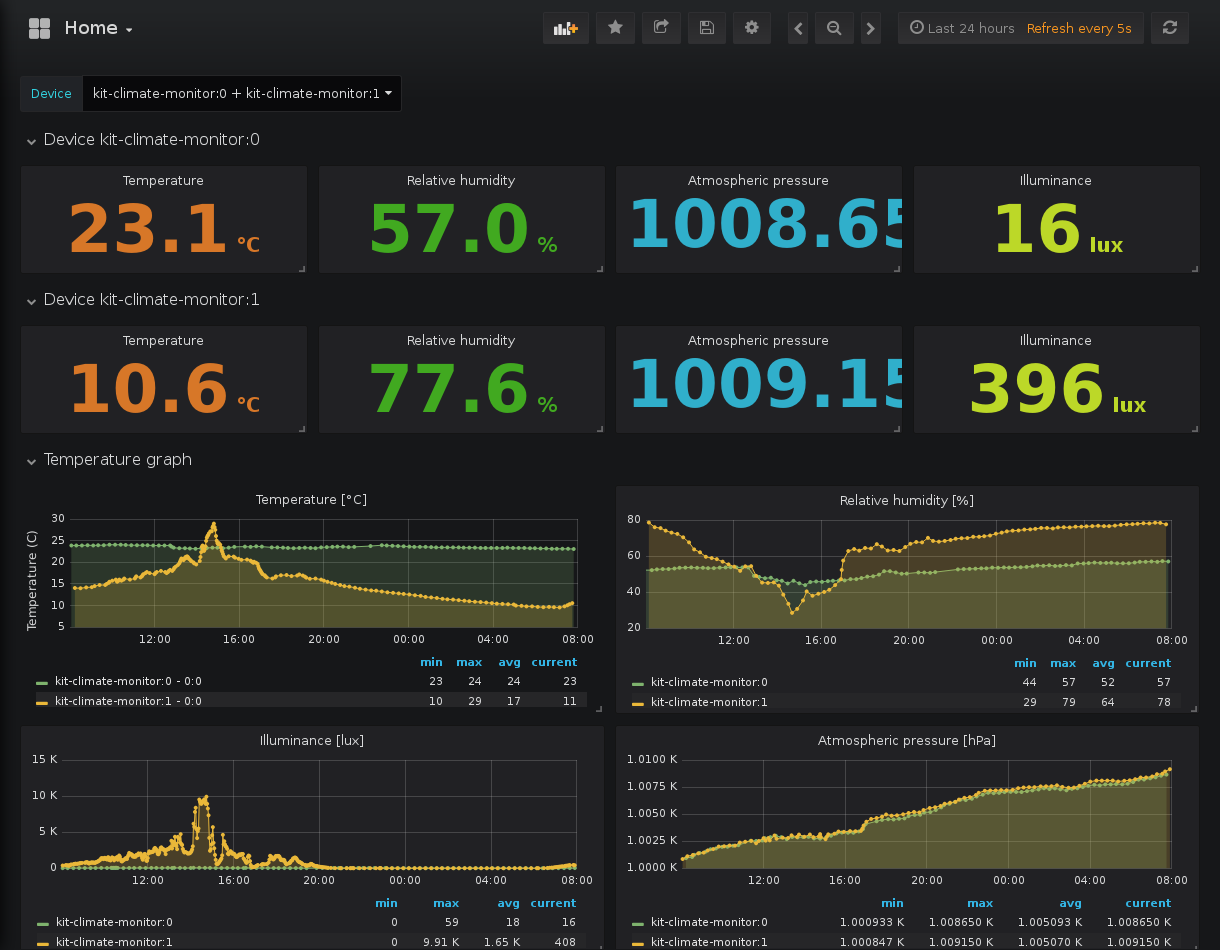 Home
Last 24 hours Refresh every 5s
Device kit-climate-monitor:0 + kit-climate-monitor:1
Device kit-climate-monitor:0
Temperature Relative humidity Atmospheric pressure Illuminance
23.1 °C 57.0 % 1008.65 16 lux
Device kit-climate-monitor:1
Temperature Relative humidity Atmospheric pressure Illuminance
10.6 °C 77.6 % 1009.15 396 lux
Temperature graph
Temperature [°C]
Temperature (C)
30
25
20
15
10
5
12:00 16:00 20:00 00:00 04:00 08:00
min max avg current
kit-climate-monitor:0 - 0:0 23 24 24 23
kit-climate-monitor:1 - 0:0 10 29 17 11
Relative humidity [%]
80
60
40
20
12:00 16:00 20:00 00:00 04:00 08:00
min max avg current
kit-climate-monitor:0 44 57 52 57
kit-climate-monitor:1 29 79 64 78
Illuminance [lux]
15 K
10 K
5 K
0
12:00 16:00 20:00 00:00 04:00 08:00
min max avg current
kit-climate-monitor:0 0 59 18 16
kit-climate-monitor:1 0 9.91 K 1.65 K 408
Atmospheric pressure [hPa]
1.0100 K
1.0075 K
1.0050 K
1.0025 K
1.0000 K
12:00 16:00 20:00 00:00 04:00 08:00
min max avg current
kit-climate-monitor:0 1.000933 K 1.008650 K 1.005093 K 1.008650 K
kit-climate-monitor:1 1.000847 K 1.009150 K 1.005070 K 1.009150 K